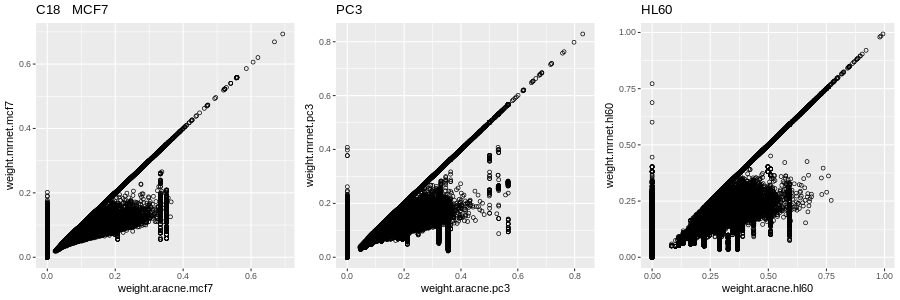 C18 MCF7
PC3
HL60
weight.mrnet.mcf7
0.6
0.4
0.2
0.0
0.0 0.2 0.4 0.6
weight.aracne.mcf7
weight.mrnet.pc3
0.8
0.6
0.4
0.2
0.0
0.0 0.2 0.4 0.6 0.8
weight.aracne.pc3
weight.mrnet.hl60
1.00
0.75
0.50
0.25
0.00
0.00 0.25 0.50 0.75 1.00
weight.aracne.hl60